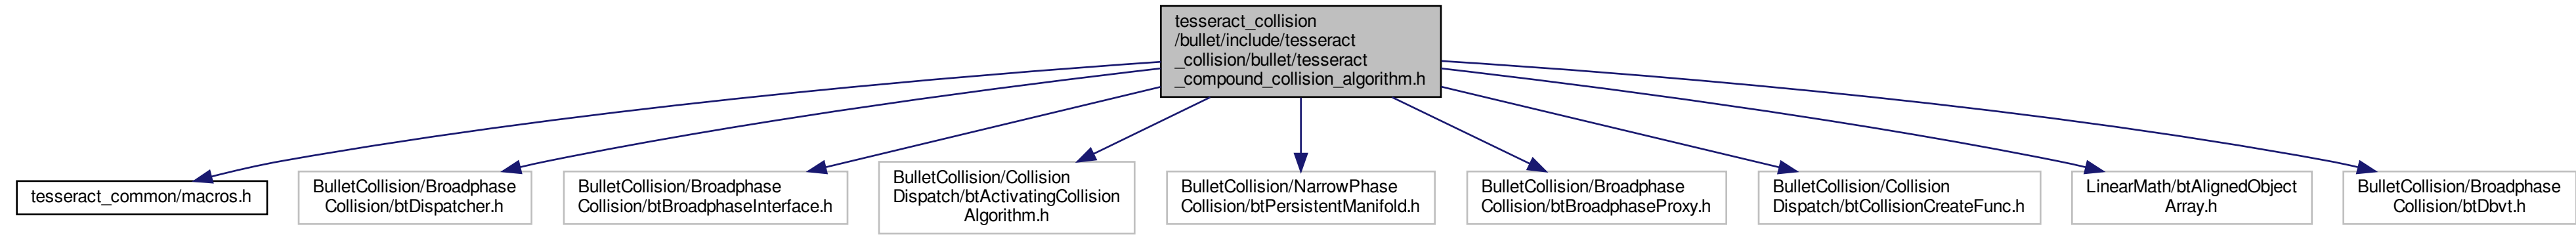 tesseract_collision
/bullet/include/tesseract
_collision/bullet/tesseract
_compound_collision_algorithm.h
tesseract_common/macros.h
BulletCollision/Broadphase
Collision/btDispatcher.h
BulletCollision/Broadphase
Collision/btBroadphaseInterface.h
BulletCollision/Collision
Dispatch/btActivatingCollision
Algorithm.h
BulletCollision/NarrowPhase
Collision/btPersistentManifold.h
BulletCollision/Broadphase
Collision/btBroadphaseProxy.h
BulletCollision/Collision
Dispatch/btCollisionCreateFunc.h
LinearMath/btAlignedObject
Array.h
BulletCollision/Broadphase
Collision/btDbvt.h